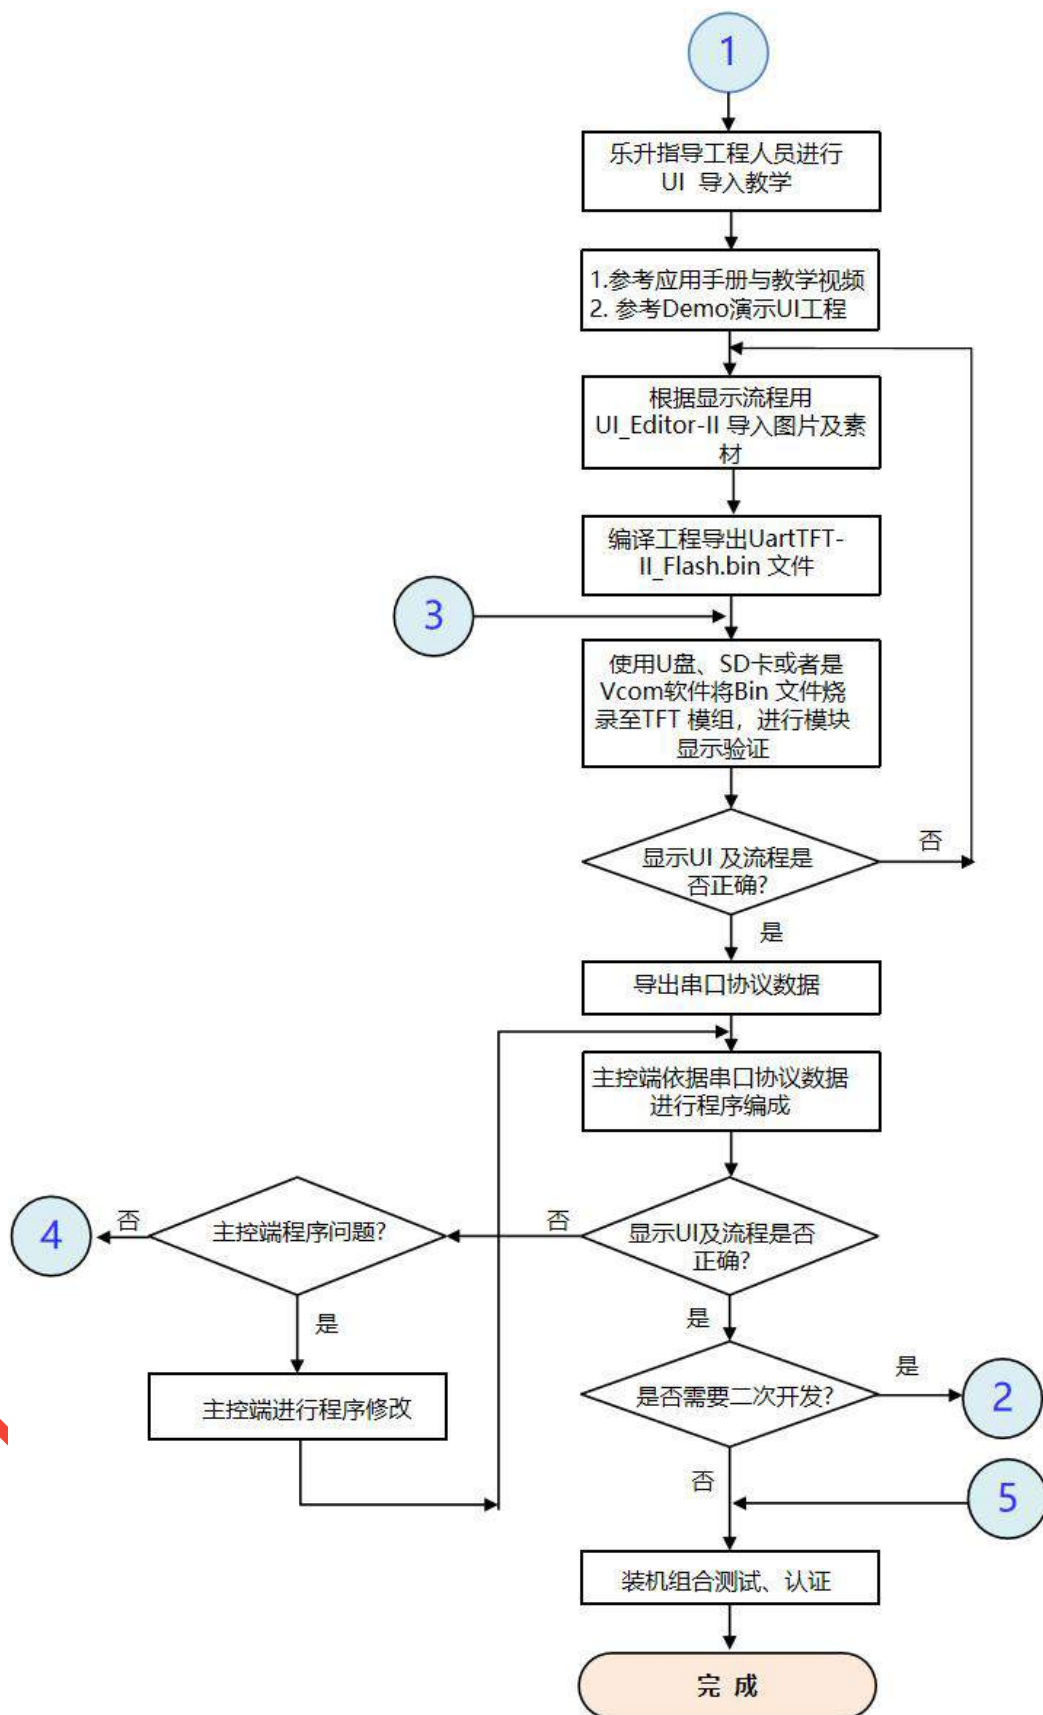 1
乐升指导工程人员进行
UI 导入教学
1.参考应用手册与教学视频
2. 参考Demo演示UI工程
根据显示流程用
UI_Editor-II 导入图片及素
材
编译工程导出UartTFT-
II_Flash.bin 文件
3
使用U盘、SD卡或者是
Vcom软件将Bin 文件烧
录至TFT 模组，进行模块
显示验证
显示UI 及流程是
否正确?
否
是
导出串口协议数据
主控端依据串口协议数据
进行程序编成
4
否
主控端程序问题?
否
显示UI及流程是否
正确?
是
是
主控端进行程序修改
是否需要二次开发?
是
2
否
5
装机组合测试、认证
完 成